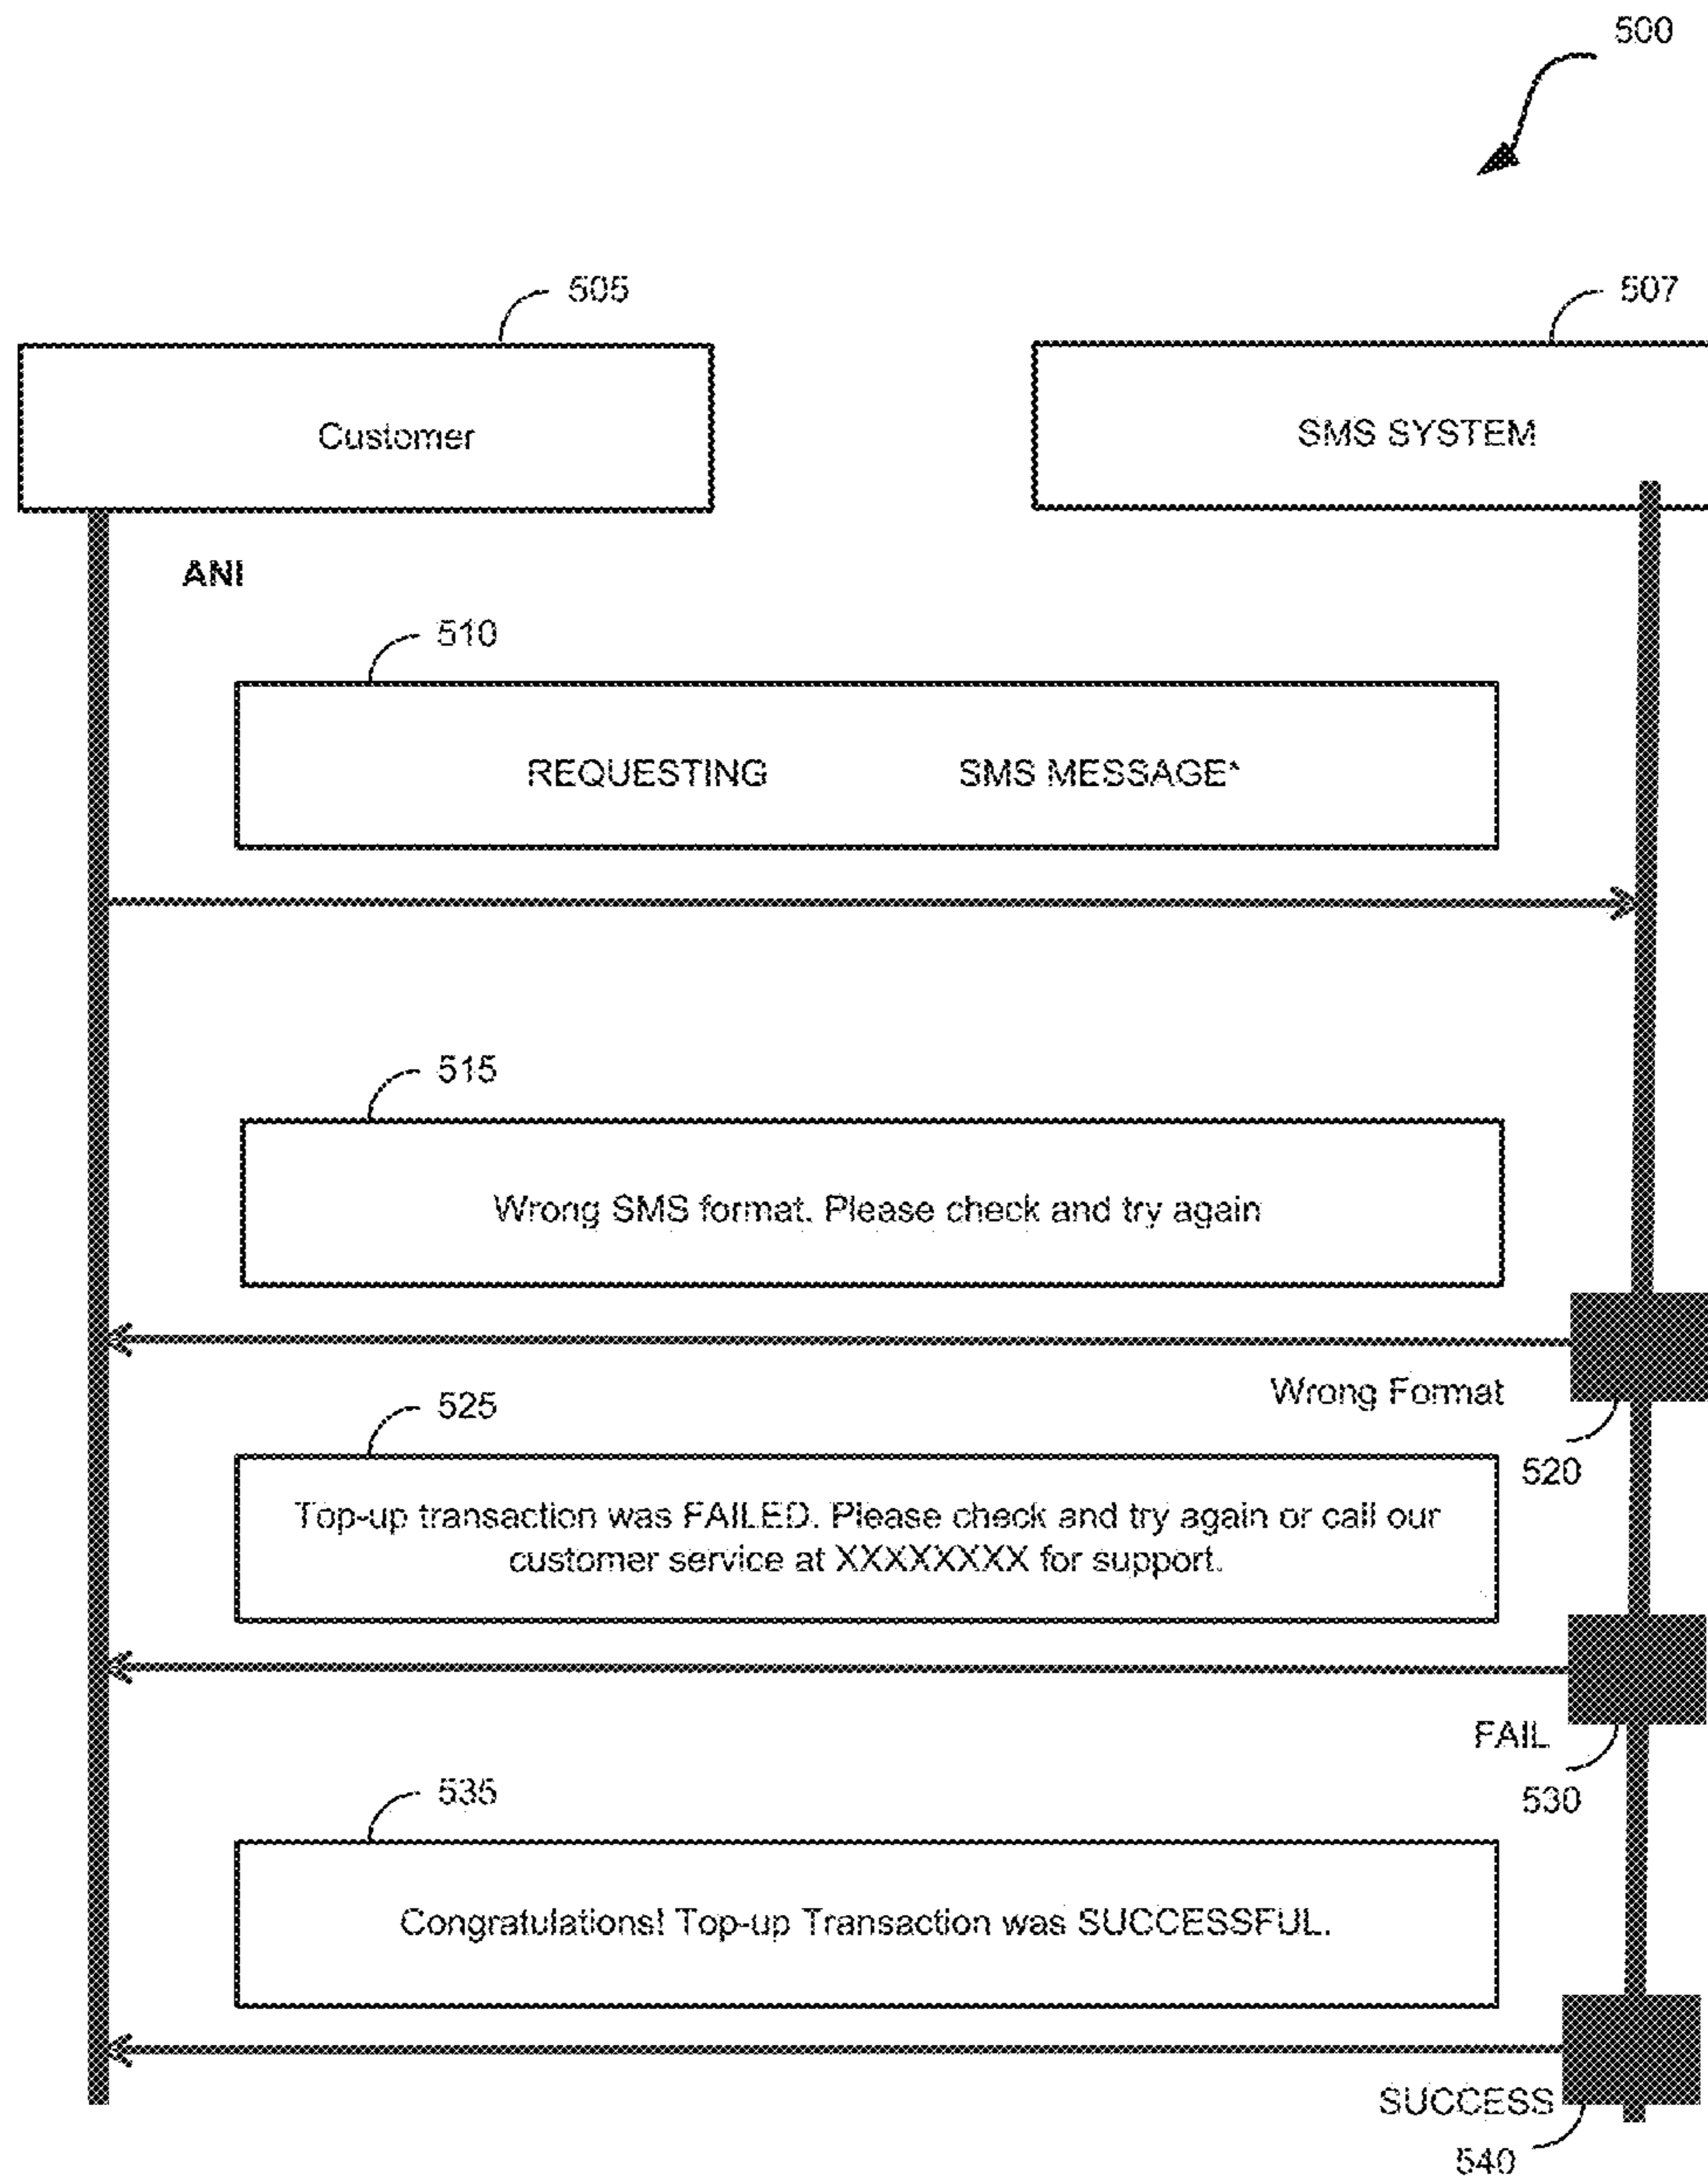 500
505
507
Customer
SMS SYSTEM
ANI
510
REQUESTING SMS MESSAGE*
515
Wrong SMS format. Please check and try again
Wrong Format
525
520
Top-up transaction was FAILED. Please check and try again or call our
customer service at XXXXXXXX for support.
FAIL
530
535
Congratulations! Top-up Transaction was SUCCESSFUL.
SUCCESS
540